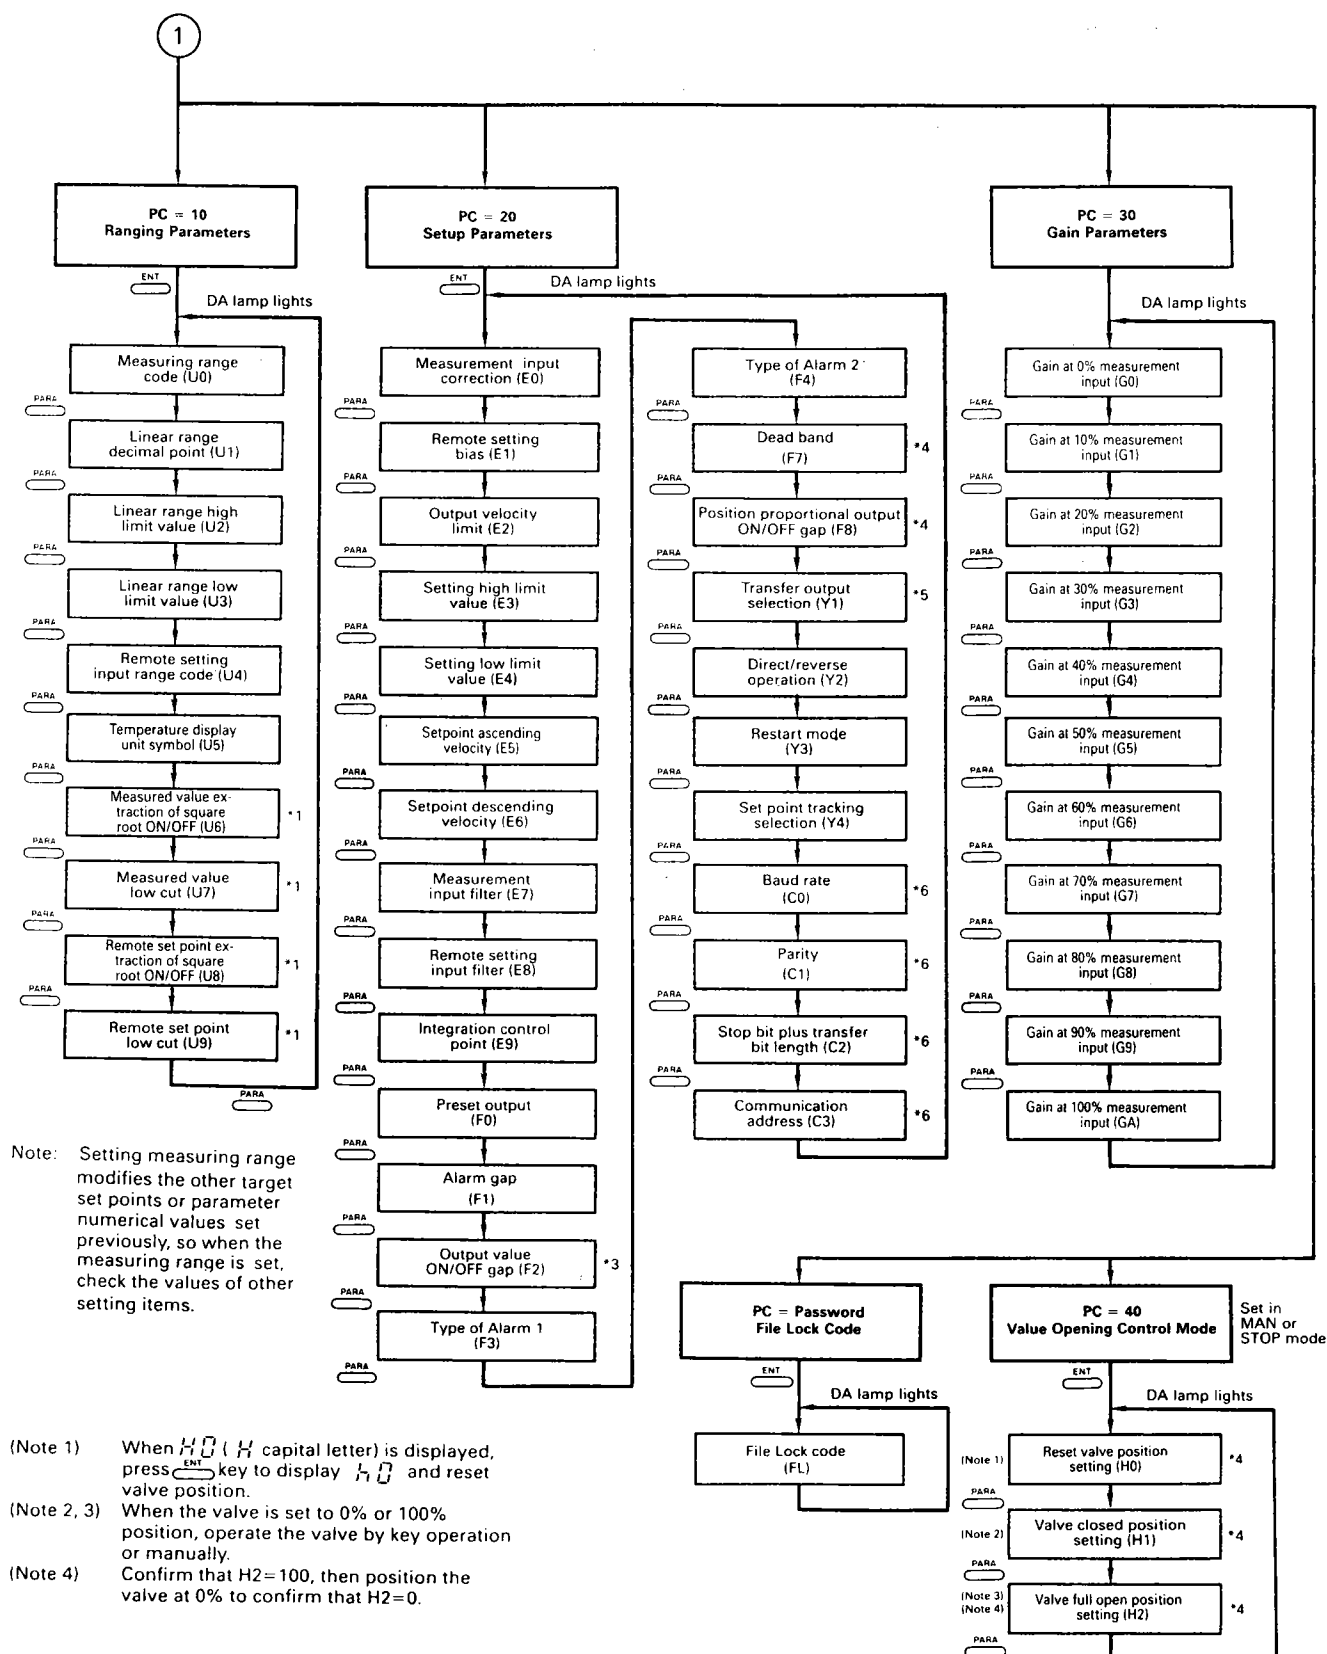 1
PC = 10
Ranging Parameters
ENT
DA lamp lights
Measuring range
code (U0)
PARA
Linear range
decimal point (U1)
PARA
Linear range high
limit value (U2)
PARA
Linear range low
limit value (U3)
PARA
Remote setting
input range code (U4)
PARA
Temperature display
unit symbol (U5)
PARA
Measured value ex-
traction of square
root ON/OFF (U6)
*1
PARA
Measured value
low cut (U7)
*1
PARA
Remote set point ex-
traction of square
root ON/OFF (U8)
*1
PARA
Remote set point
low cut (U9)
*1
PARA
Note: Setting measuring range
modifies the other target
set points or parameter
numerical values set
previously, so when the
measuring range is set,
check the values of other
setting items.
PC = 20
Setup Parameters
ENT
DA lamp lights
Measurement input
correction (E0)
PARA
Remote setting
bias (E1)
PARA
Output velocity
limit (E2)
PARA
Setting high limit
value (E3)
PARA
Setting low limit
value (E4)
PARA
Setpoint ascending
velocity (E5)
PARA
Setpoint descending
velocity (E6)
PARA
Measurement
input filter (E7)
PARA
Remote setting
input filter (E8)
PARA
Integration control
point (E9)
PARA
Preset output
(F0)
PARA
Alarm gap
(F1)
PARA
Output value
ON/OFF gap (F2)
*3
PARA
Type of Alarm 1
(F3)
PARA
Type of Alarm 2
(F4)
PARA
Dead band
(F7)
*4
PARA
Position proportional output
ON/OFF gap (F8)
*4
PARA
Transfer output
selection (Y1)
*5
PARA
Direct/reverse
operation (Y2)
PARA
Restart mode
(Y3)
PARA
Set point tracking
selection (Y4)
PARA
Baud rate
(C0)
*6
PARA
Parity
(C1)
*6
PARA
Stop bit plus transfer
bit length (C2)
*6
PARA
Communication
address (C3)
*6
PC = 30
Gain Parameters
DA lamp lights
Gain at 0% measurement
input (G0)
PARA
Gain at 10% measurement
input (G1)
PARA
Gain at 20% measurement
input (G2)
PARA
Gain at 30% measurement
input (G3)
PARA
Gain at 40% measurement
input (G4)
PARA
Gain at 50% measurement
input (G5)
PARA
Gain at 60% measurement
input (G6)
PARA
Gain at 70% measurement
input (G7)
PARA
Gain at 80% measurement
input (G8)
PARA
Gain at 90% measurement
input (G9)
PARA
Gain at 100% measurement
input (GA)
PC = Password
File Lock Code
ENT
DA lamp lights
File Lock code
(FL)
PC = 40
Value Opening Control Mode
Set in
MAN or
STOP mode
ENT
DA lamp lights
(Note 1)
Reset valve position
setting (H0)
*4
PARA
(Note 2)
Valve closed position
setting (H1)
*4
PARA
(Note 3)
(Note 4)
Valve full open position
setting (H2)
*4
PARA
(Note 1) When H0 ( H capital letter) is displayed,
press ENT key to display h0 and reset
valve position.
(Note 2, 3) When the valve is set to 0% or 100%
position, operate the valve by key operation
or manually.
(Note 4) Confirm that H2=100, then position the
valve at 0% to confirm that H2=0.